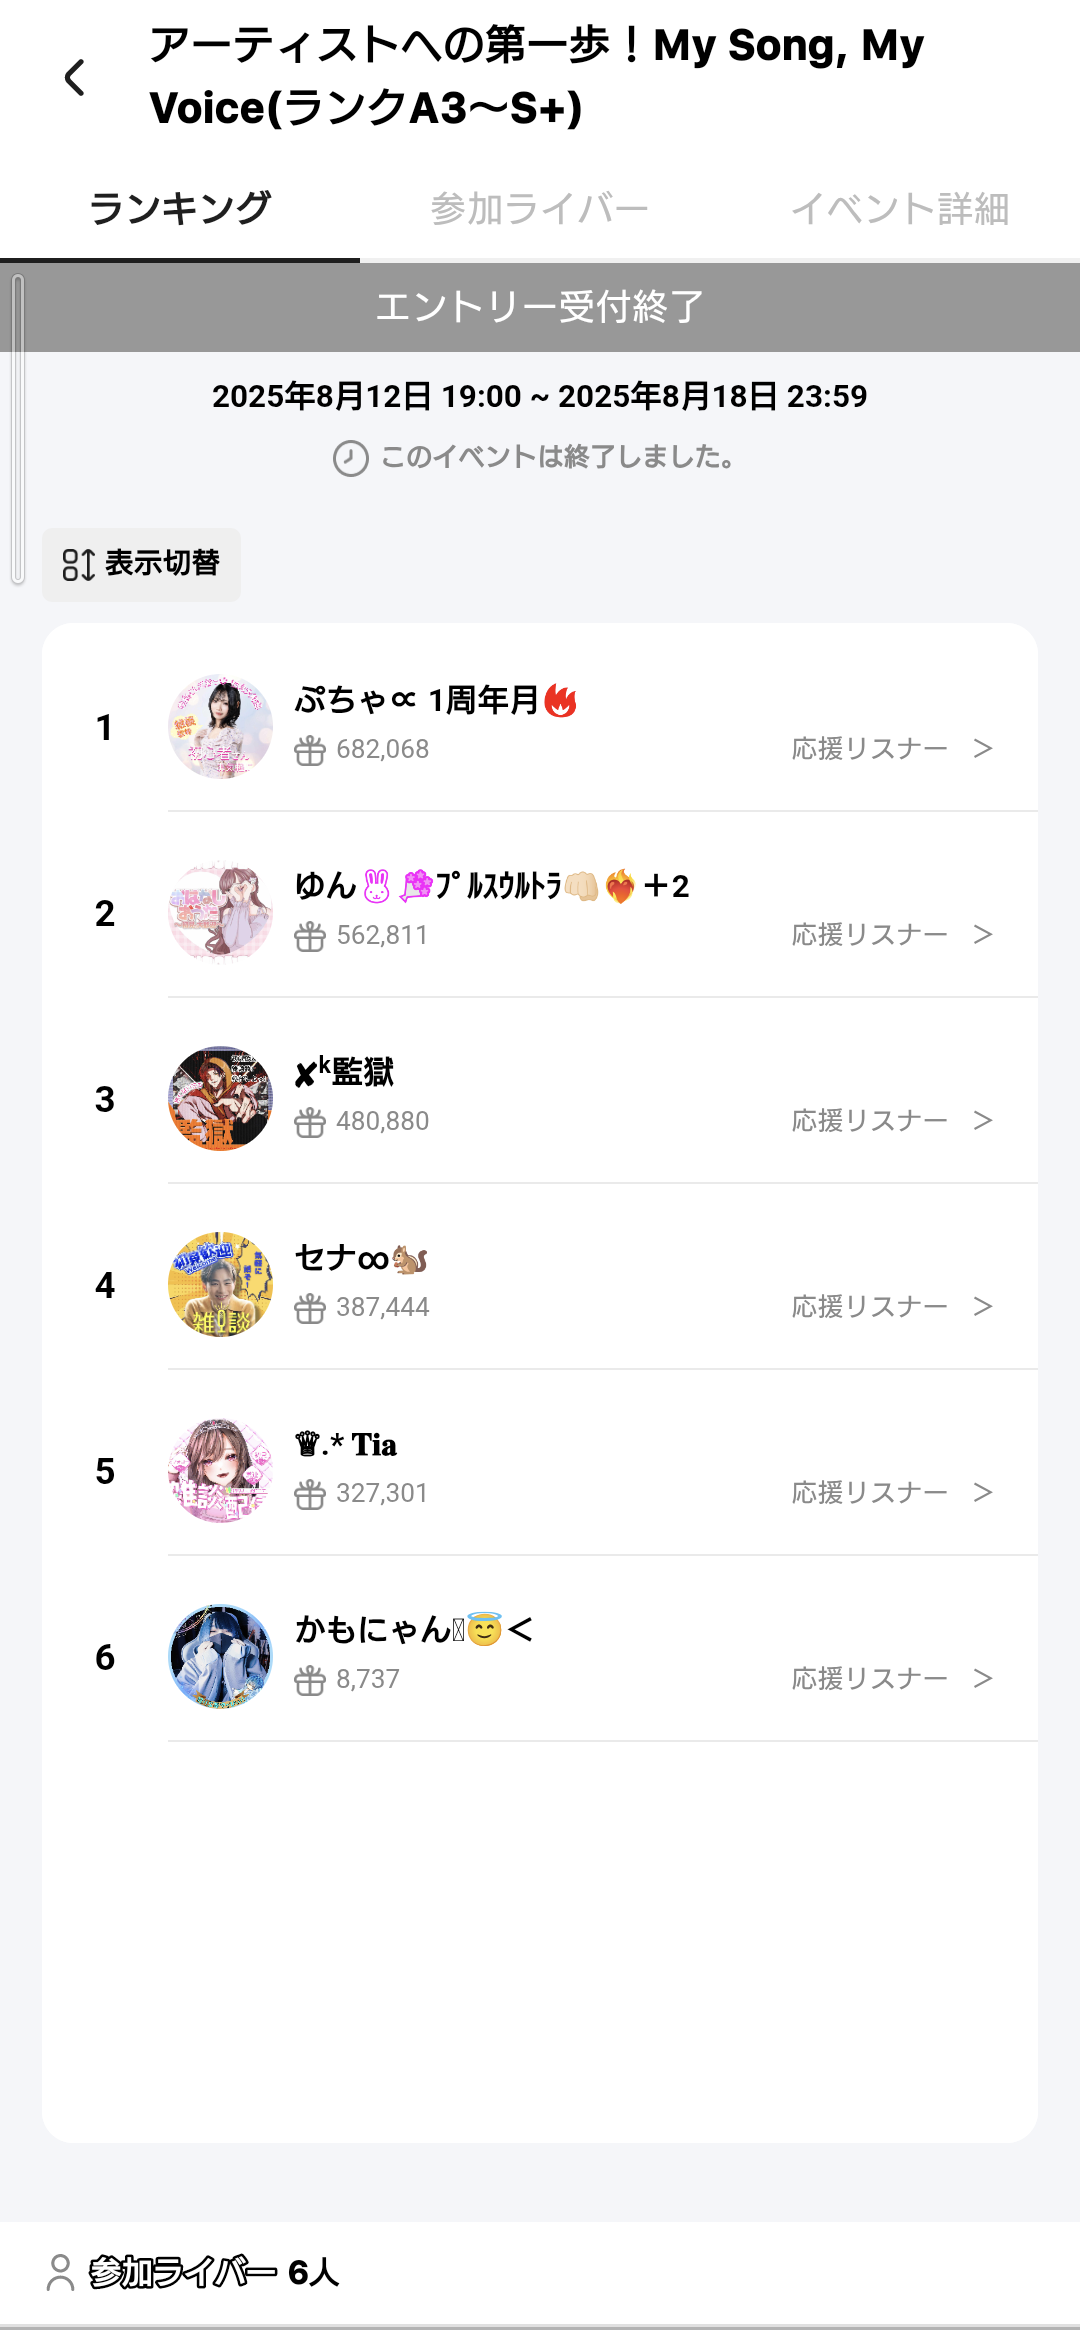 アーティストへの第一歩！My Song, My
Voice(ランクA3〜S+)
ランキング
参加ライバー
イベント詳細
エントリー受付終了
2025年8月12日 19:00 ~ 2025年8月18日 23:59
このイベントは終了しました。
表示切替
1
ぷちゃ∝ 1周年月🔥
682,068
応援リスナー >
2
ゆん🐰💐ﾌﾟﾙｽｳﾙﾄﾗ👊🏻❤️‍🔥＋2
562,811
応援リスナー >
3
✘ᵏ監獄
480,880
応援リスナー >
4
セナ∞🐿️
387,444
応援リスナー >
初見歓迎
Welcome
雑談
5
♛.* 𝐓𝐢𝐚
327,301
応援リスナー >
6
かもにゃん😇＜
8,737
応援リスナー >
参加ライバー 6人